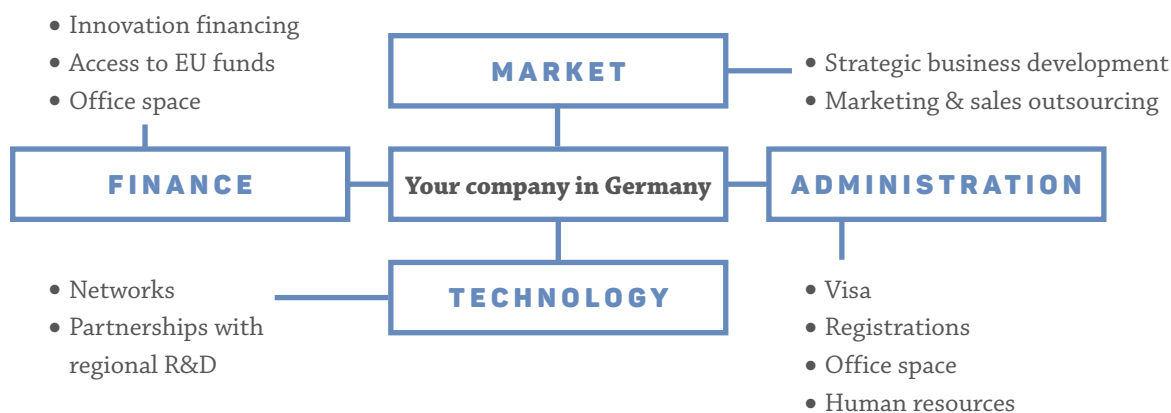 • Innovation financing
• Access to EU funds
• Office space
MARKET
• Strategic business development
• Marketing & sales outsourcing
FINANCE
Your company in Germany
ADMINISTRATION
• Networks
• Partnerships with
regional R&D
TECHNOLOGY
• Visa
• Registrations
• Office space
• Human resources